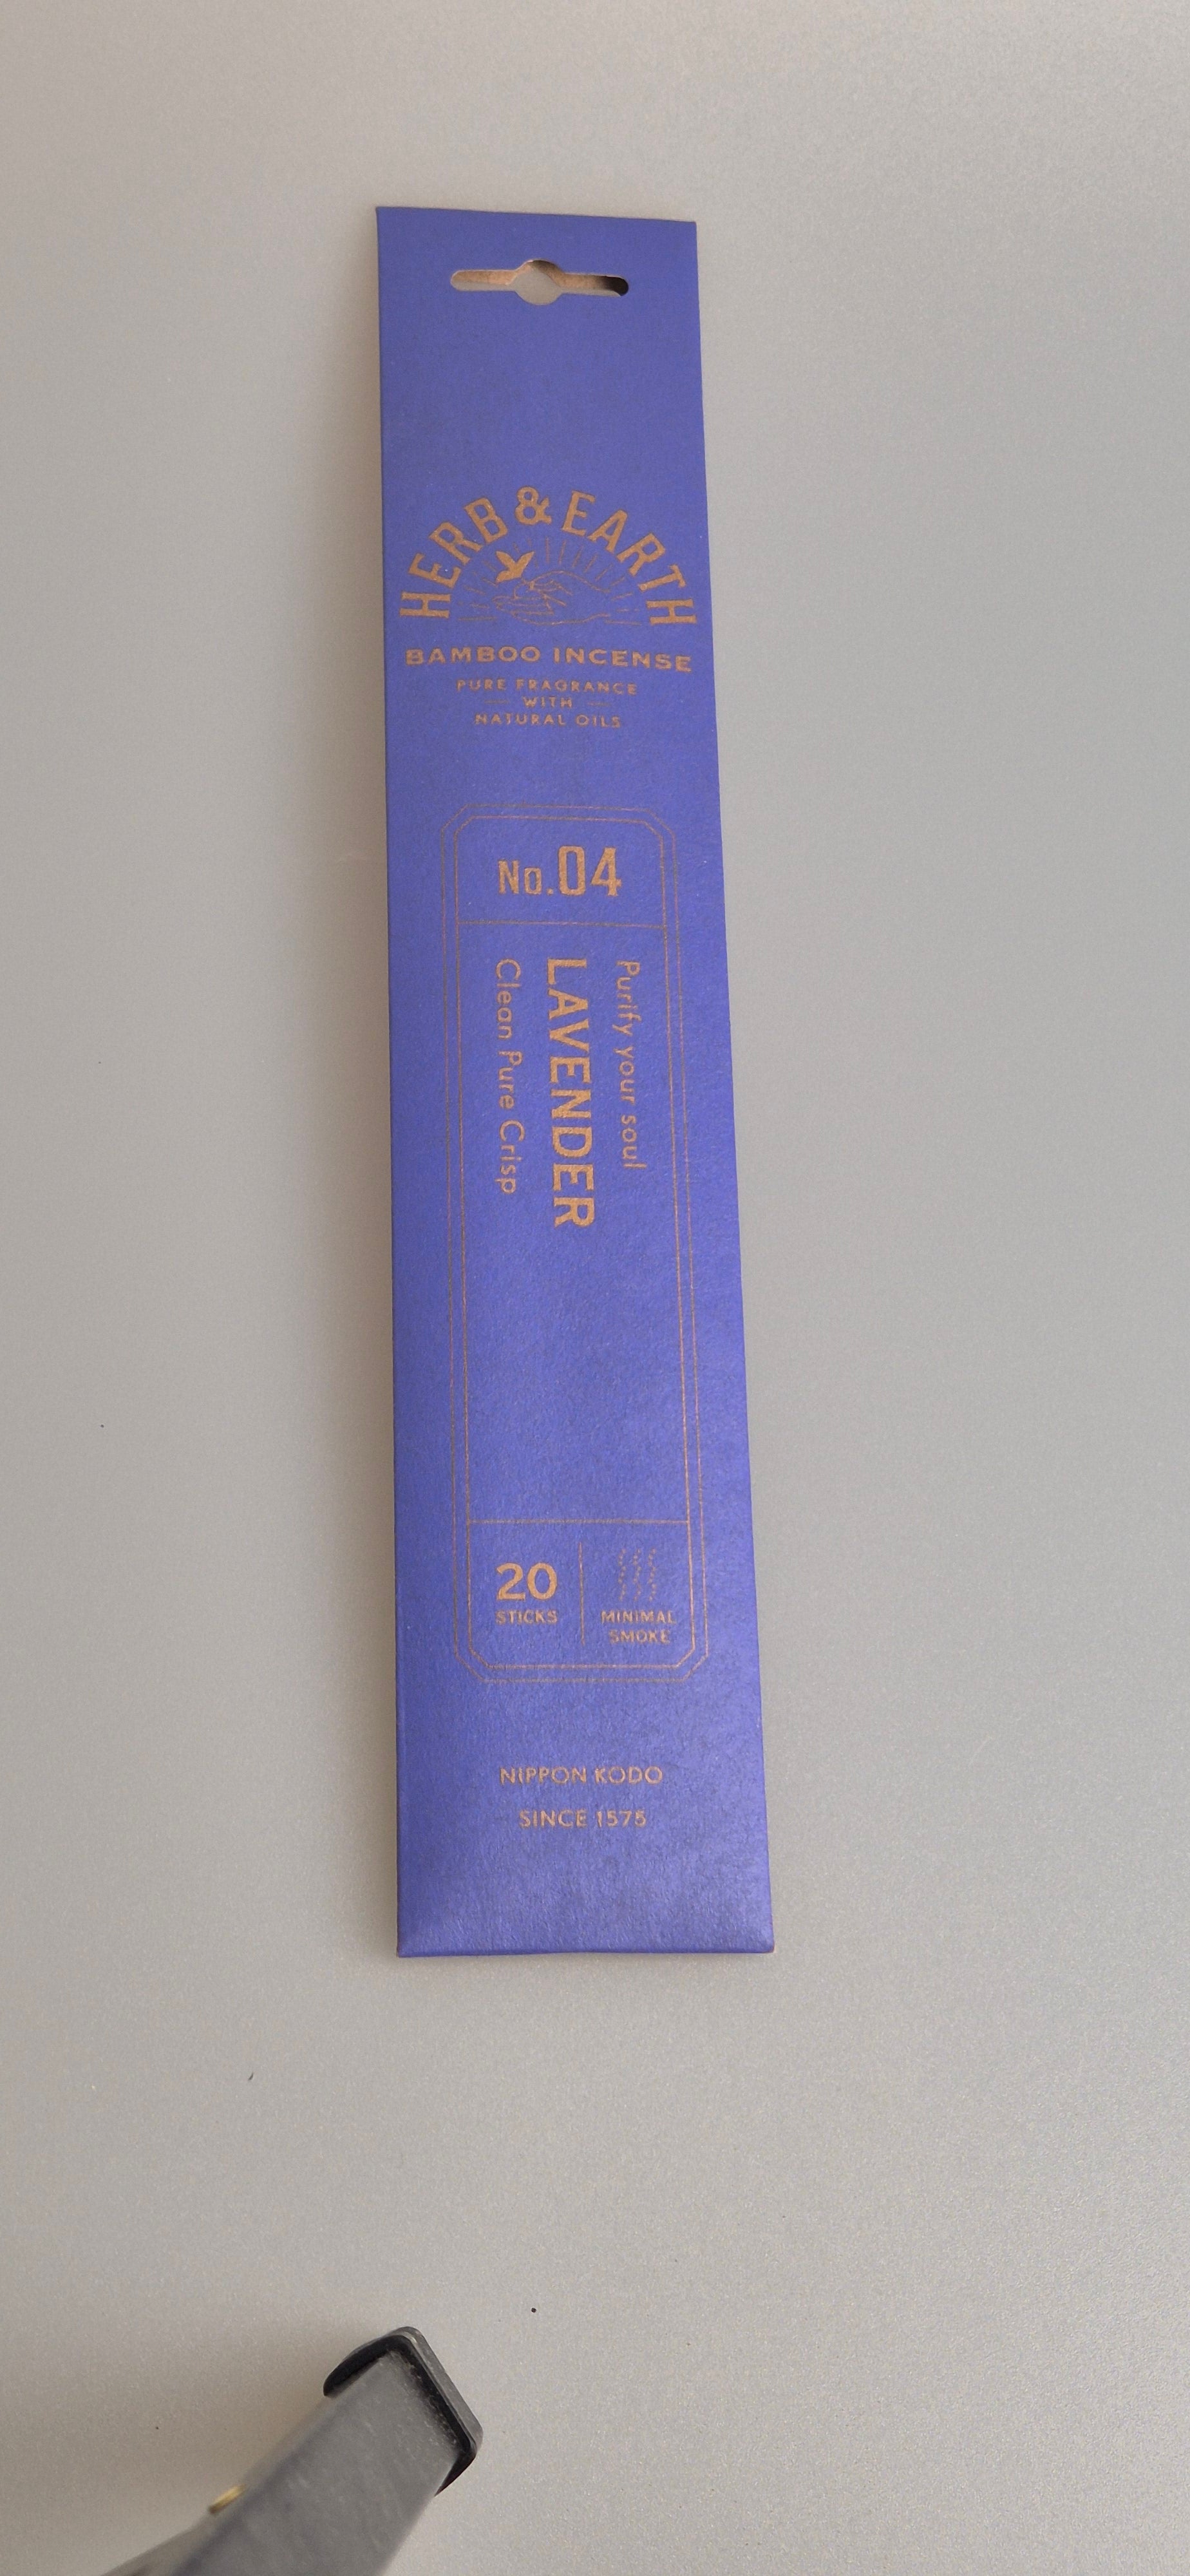 HERB & EARTH
BAMBOO INCENSE
PURE FRAGRANCE
WITH
NATURAL OILS
No.04
Purify your soul
LAVENDER
Clean Pure Crisp
20
STICKS
MINIMAL
SMOKE
NIPPON KODO
SINCE 1575